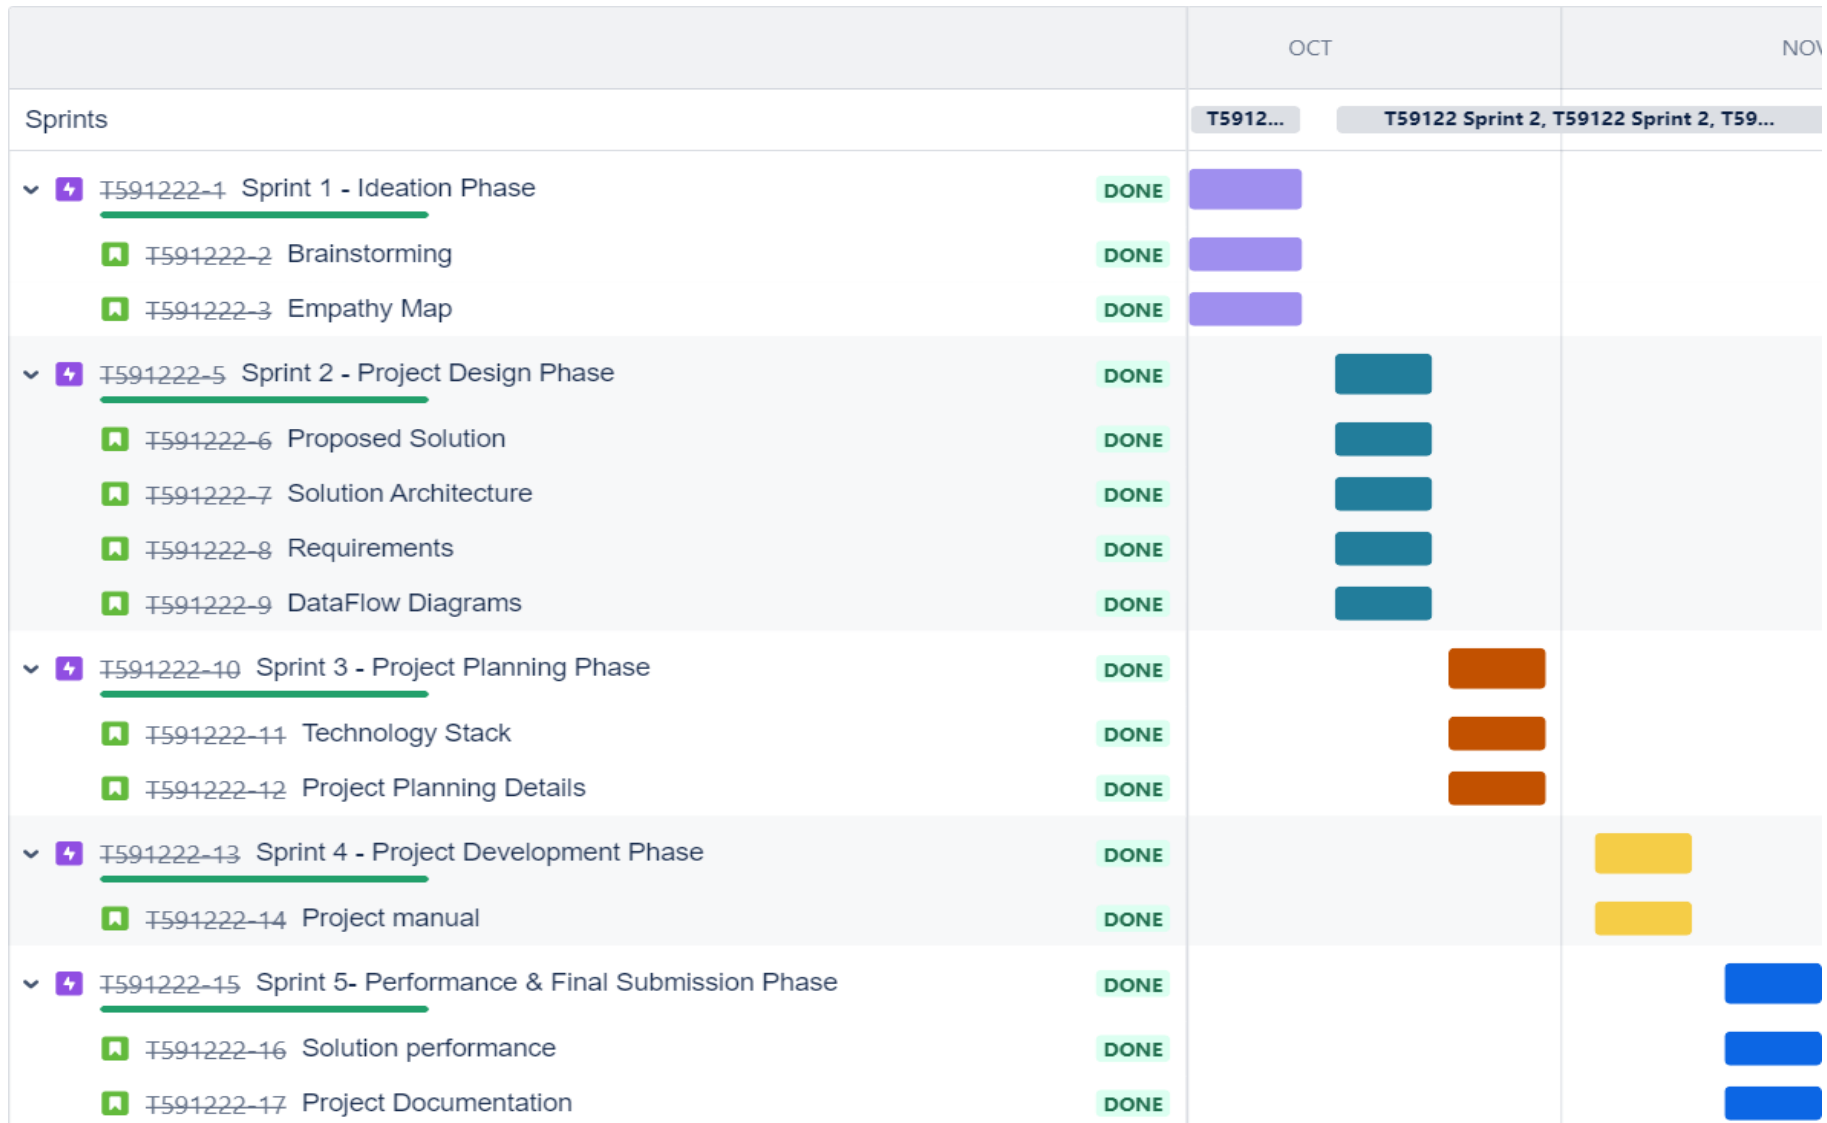 OCT
NOV
Sprints
T5912...
T59122 Sprint 2, T59122 Sprint 2, T59...
T591222-1 Sprint 1 - Ideation Phase DONE
T591222-2 Brainstorming DONE
T591222-3 Empathy Map DONE
T591222-5 Sprint 2 - Project Design Phase DONE
T591222-6 Proposed Solution DONE
T591222-7 Solution Architecture DONE
T591222-8 Requirements DONE
T591222-9 DataFlow Diagrams DONE
T591222-10 Sprint 3 - Project Planning Phase DONE
T591222-11 Technology Stack DONE
T591222-12 Project Planning Details DONE
T591222-13 Sprint 4 - Project Development Phase DONE
T591222-14 Project manual DONE
T591222-15 Sprint 5- Performance & Final Submission Phase DONE
T591222-16 Solution performance DONE
T591222-17 Project Documentation DONE